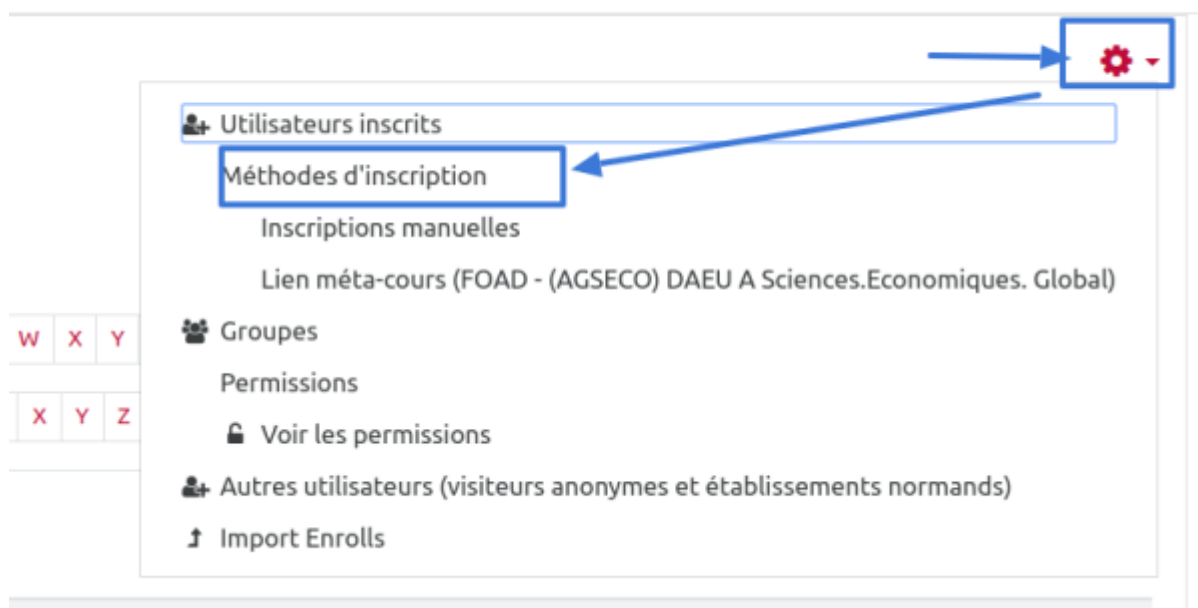 Utilisateurs inscrits
Méthodes d'inscription
Inscriptions manuelles
Lien méta-cours (FOAD - (AGSECO) DAEU A Sciences.Economiques. Global)
W X Y
Groupes
Permissions
X Y Z
Voir les permissions
Autres utilisateurs (visiteurs anonymes et établissements normands)
Import Enrolls